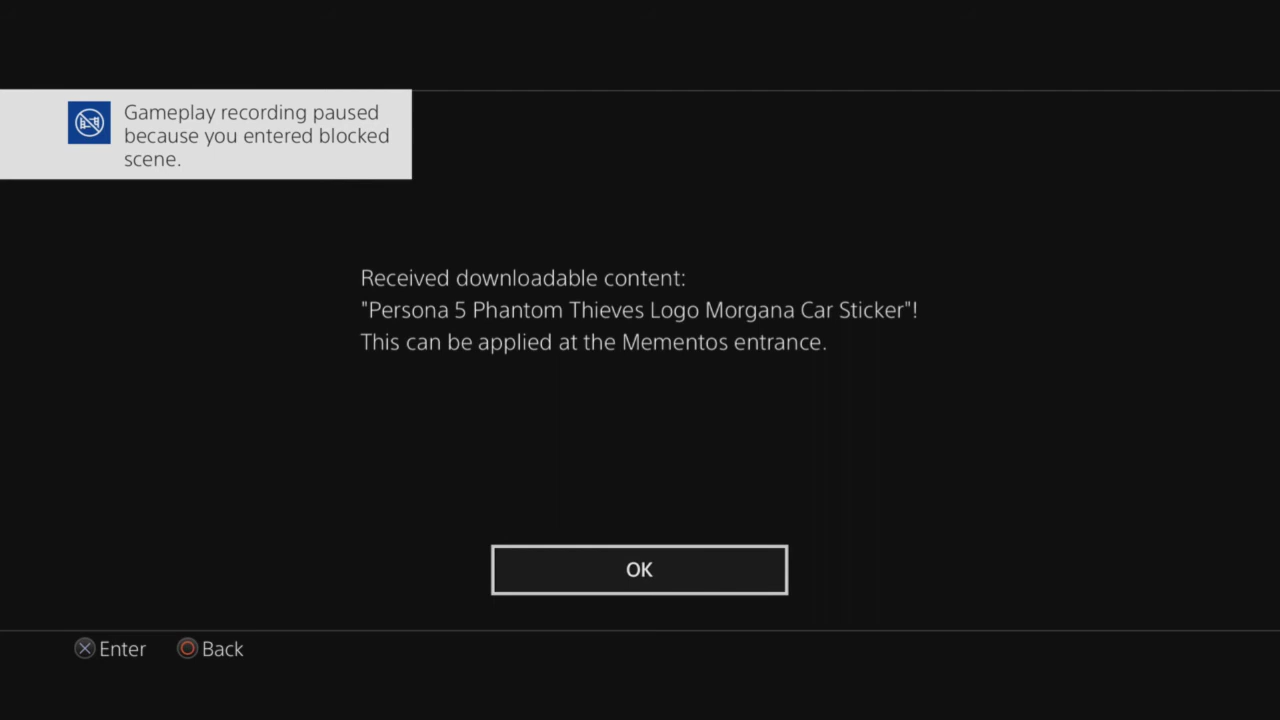 Gameplay recording paused
because you entered blocked
scene.
Received downloadable content:
"Persona 5 Phantom Thieves Logo Morgana Car Sticker"!
This can be applied at the Mementos entrance.
OK
Enter
Back